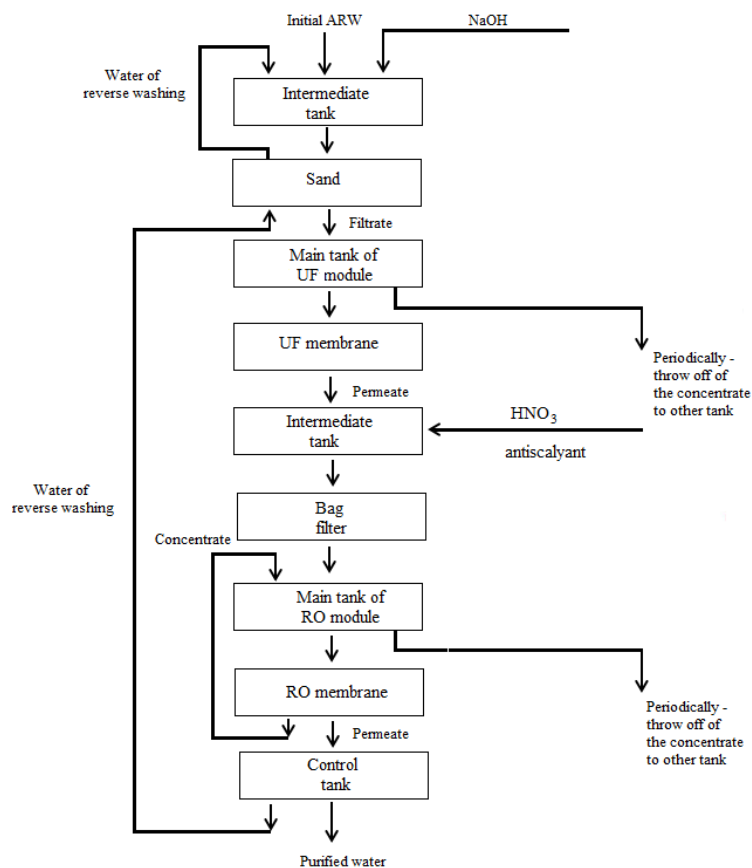 Initial ARW
NaOH
Water of
reverse washing
Intermediate
tank
Sand
Filtrate
Main tank of
UF module
UF membrane
Periodically -
throw off of
the concentrate
to other tank
Permeate
Intermediate
tank
HNO3
antiscalyant
Water of
reverse washing
Bag
filter
Concentrate
Main tank of
RO module
RO membrane
Periodically -
throw off of
the concentrate
to other tank
Permeate
Control
tank
Purified water